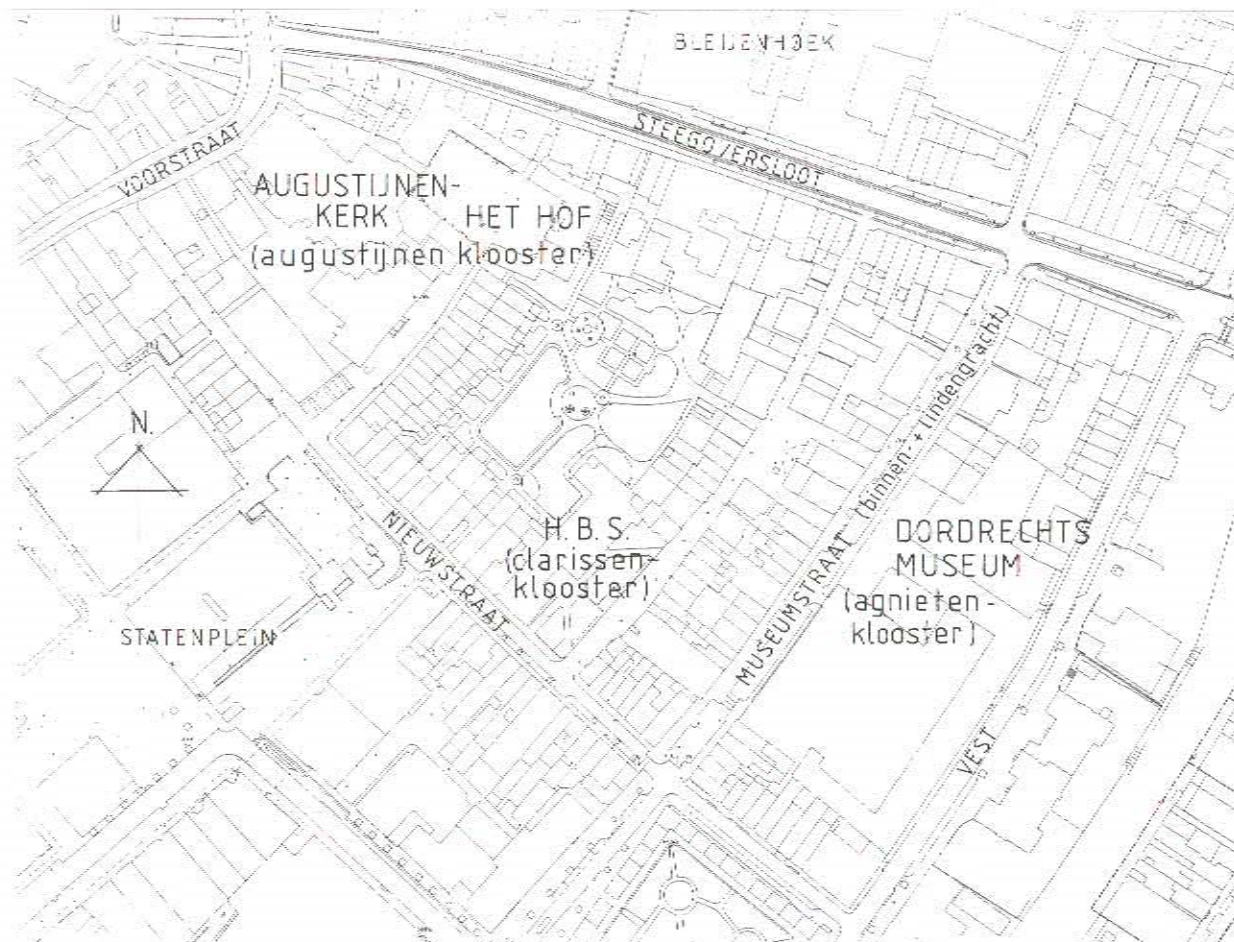 BLEIJENHOEK
STEEGOVERSLOOT
VOORSTRAAT
AUGUSTIJNEN-
KERK HET HOF
(augustijnen klooster)
N.
NIEUWSTRAAT
H.B.S.
(clarissen-
klooster)
MUSEUMSTRAAT (binnen- + lindengracht)
DORDRECHTS
MUSEUM
(agnieten-
klooster)
STATENPLEIN
VEST